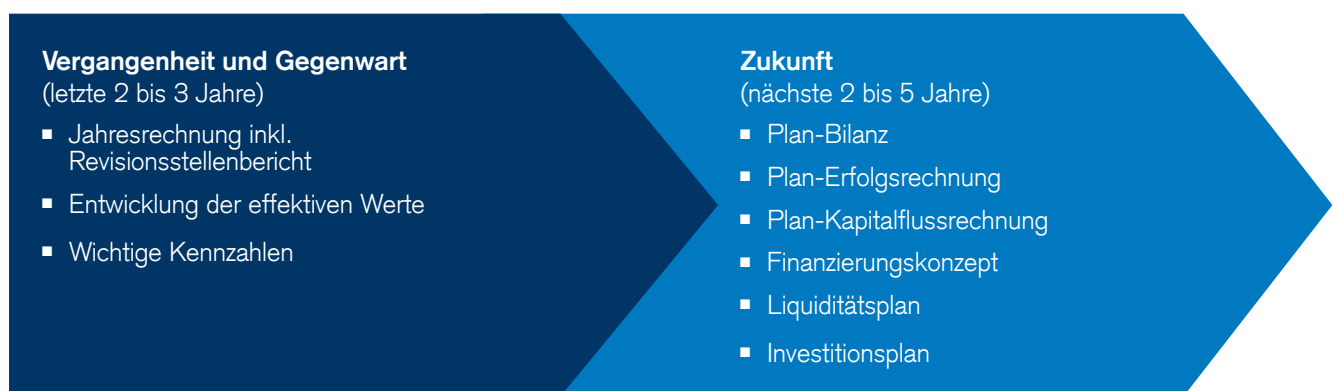 Vergangenheit und Gegenwart
(letzte 2 bis 3 Jahre)
▪ Jahresrechnung inkl.
Revisionsstellenbericht
▪ Entwicklung der effektiven Werte
▪ Wichtige Kennzahlen
Zukunft
(nächste 2 bis 5 Jahre)
▪ Plan-Bilanz
▪ Plan-Erfolgsrechnung
▪ Plan-Kapitalflussrechnung
▪ Finanzierungskonzept
▪ Liquiditätsplan
▪ Investitionsplan